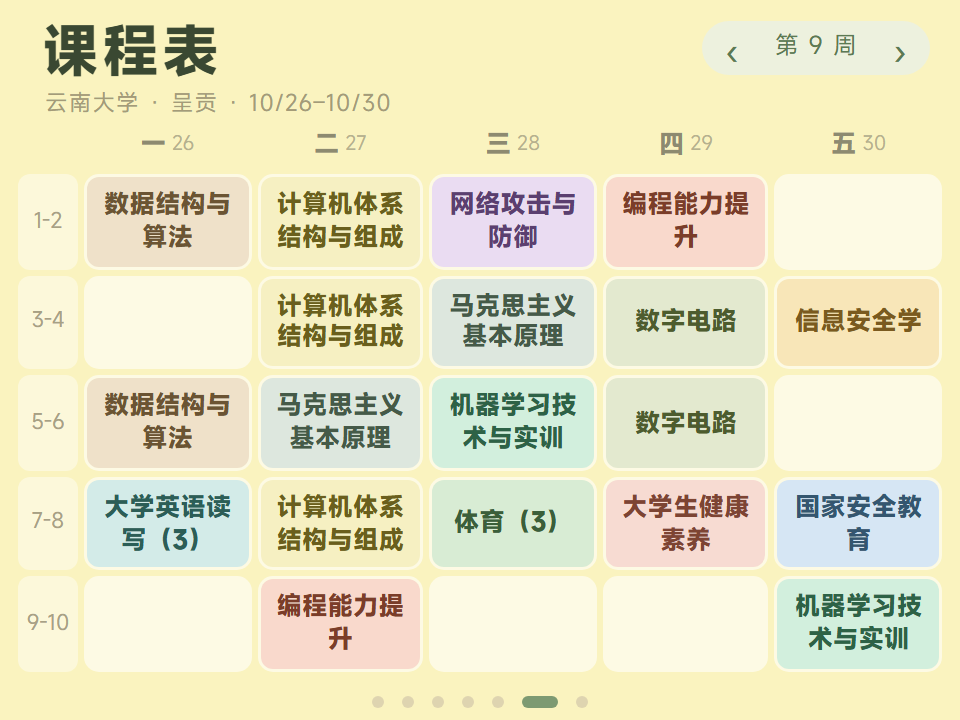 课程表
‹ 第 9 周 ›
云南大学 · 呈贡 · 10/26–10/30
一 26 二 27 三 28 四 29 五 30
1-2
数据结构与
算法
计算机体系
结构与组成
网络攻击与
防御
编程能力提
升
3-4
计算机体系
结构与组成
马克思主义
基本原理
数字电路
信息安全学
5-6
数据结构与
算法
马克思主义
基本原理
机器学习技
术与实训
数字电路
7-8
大学英语读
写（3）
计算机体系
结构与组成
体育（3）
大学生健康
素养
国家安全教
育
9-10
编程能力提
升
机器学习技
术与实训